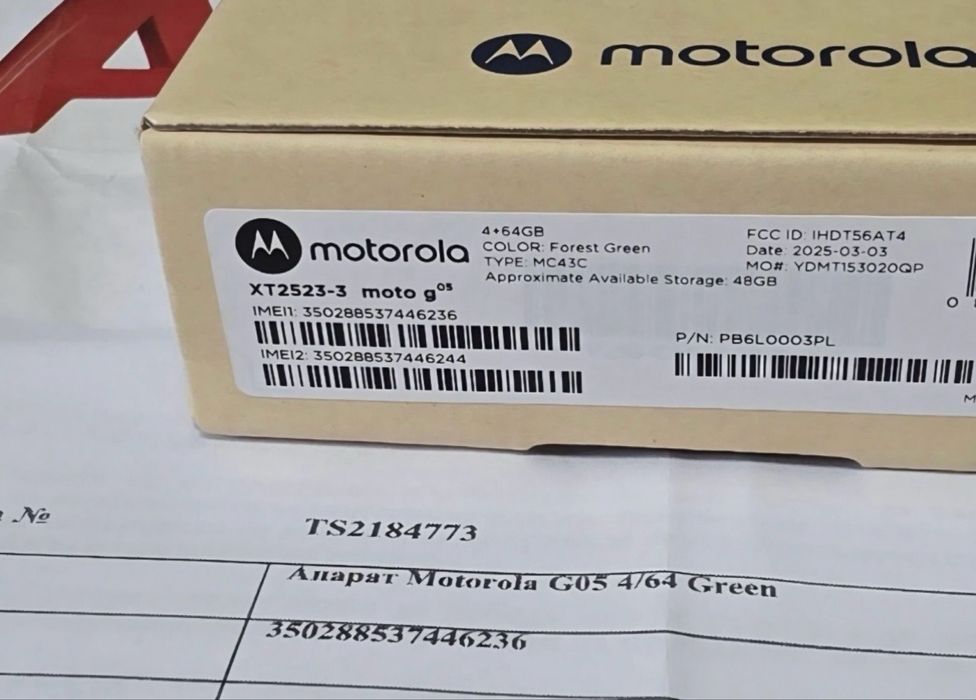 motorola
motorola
4+64GB
COLOR: Forest Green
TYPE: MC43C
Approximate Available Storage: 48GB
FCC ID: IHDT56AT4
Date: 2025-03-03
MO#: YDMT153020QP
XT2523-3 moto g05
IMEI1: 350288537446236
IMEI2: 350288537446244
P/N: PB6L0003PL
№
TS2184773
Апарат Motorola G05 4/64 Green
350288537446236